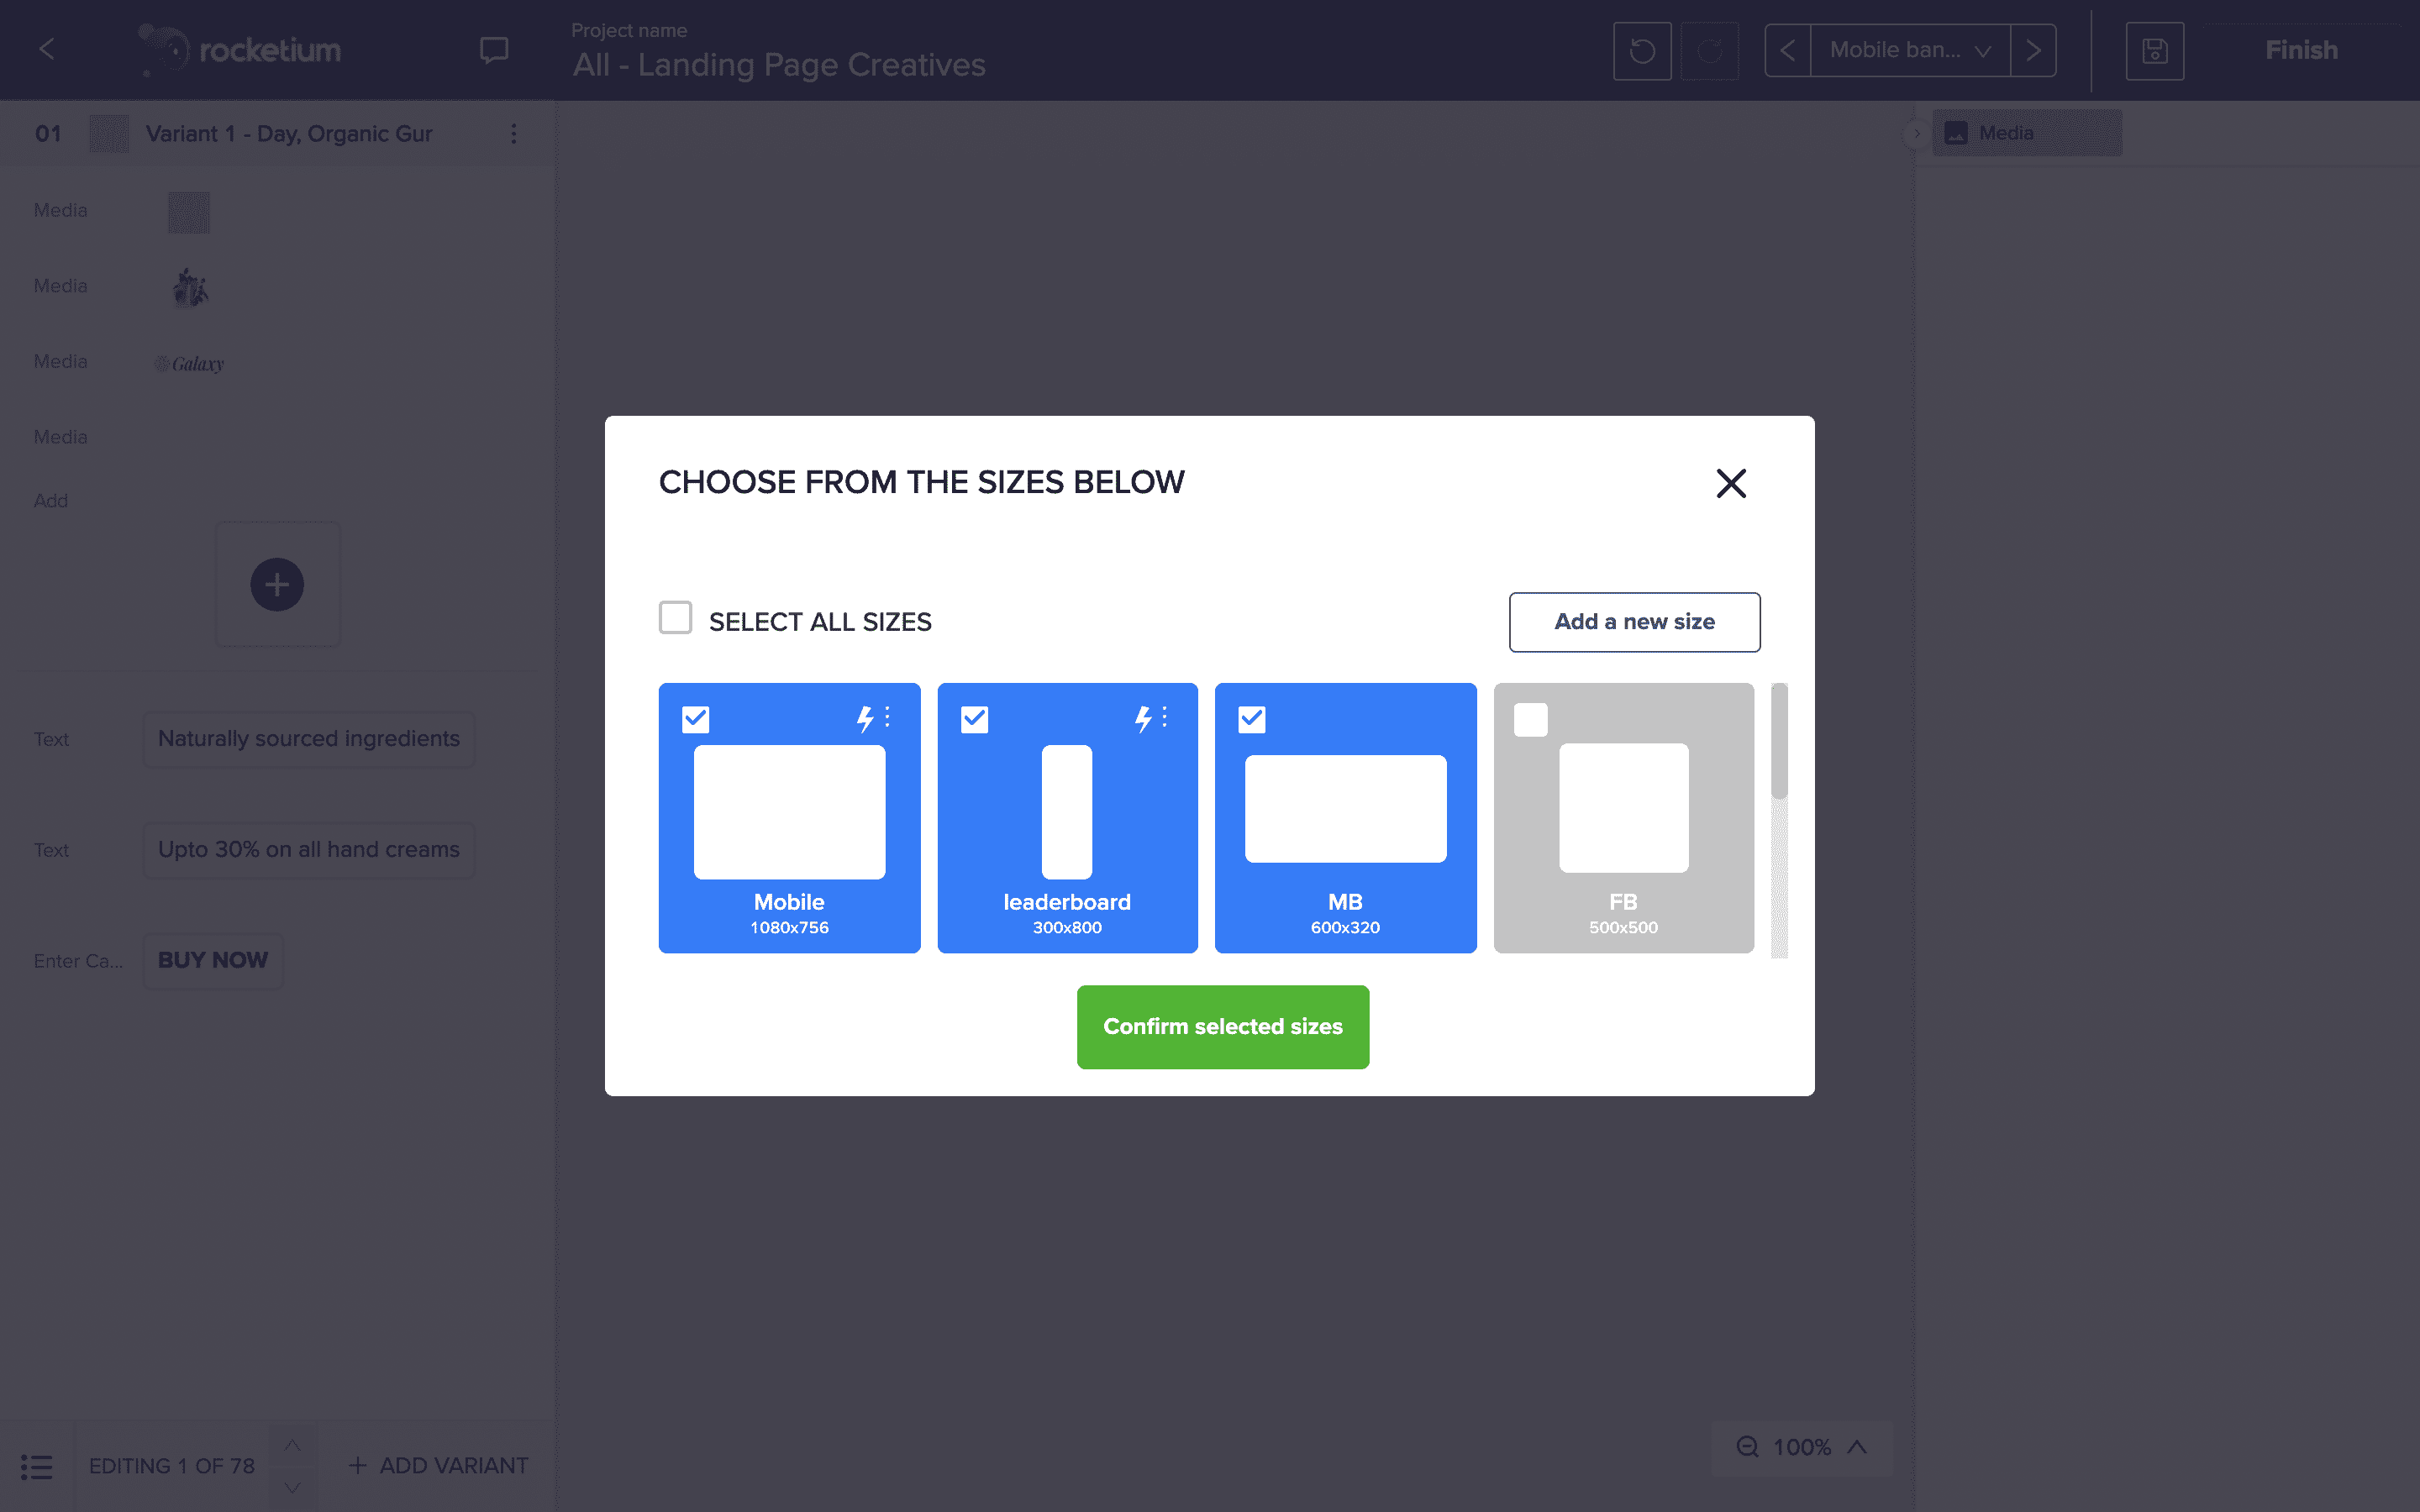 rocketium
Project name
All - Landing Page Creatives
Mobile ban...
Finish
01
Variant 1 - Day, Organic Gur
Media
Media
Media
Media
Galaxy
Media
Add
CHOOSE FROM THE SIZES BELOW
SELECT ALL SIZES
Add a new size
Mobile
1080x756
leaderboard
300x800
MB
600x320
FB
500x500
Confirm selected sizes
Text
Naturally sourced ingredients
Text
Upto 30% on all hand creams
Enter Ca...
BUY NOW
EDITING 1 OF 78
ADD VARIANT
100%